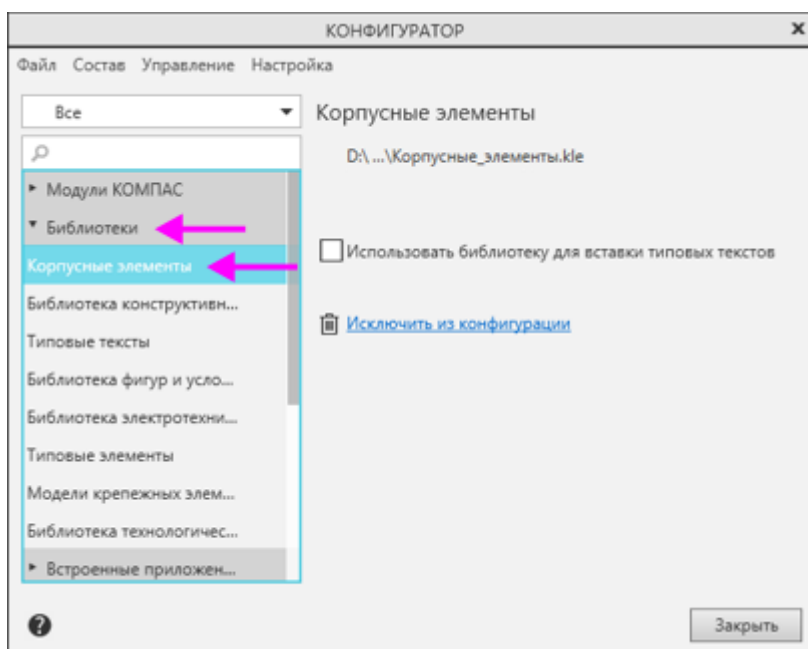 КОНФИГУРАТОР
Файл Состав Управление Настройка
Все
Модули КОМПАС
Библиотеки
Корпусные элементы
Библиотека конструктивн...
Типовые тексты
Библиотека фигур и усло...
Библиотека электротехни...
Типовые элементы
Модели крепежных элем...
Библиотека технологичес...
Встроенные приложен...
Корпусные элементы
D:\ ...\Корпусные_элементы.kle
Использовать библиотеку для вставки типовых текстов
Исключить из конфигурации
Закрыть